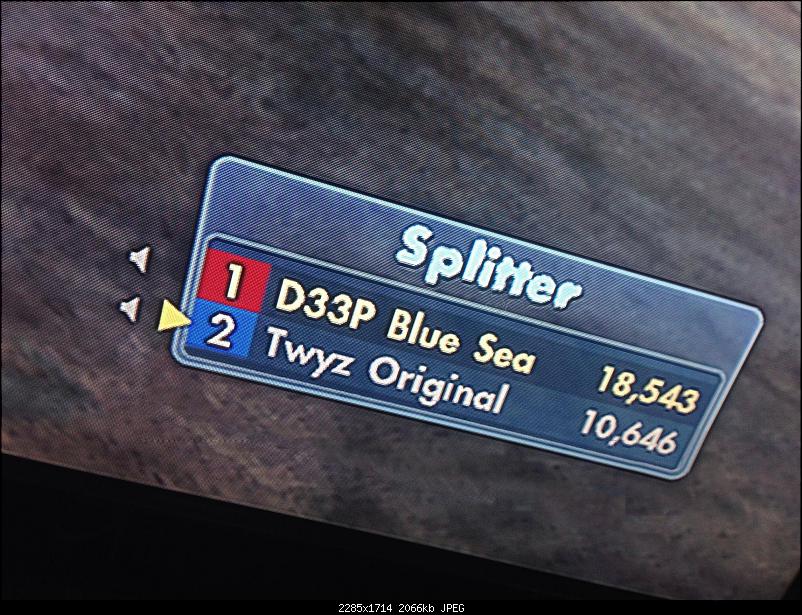 Splitter
1 D33P Blue Sea 18,543
2 Twyz Original 10,646
2285x1714 2066kb JPEG